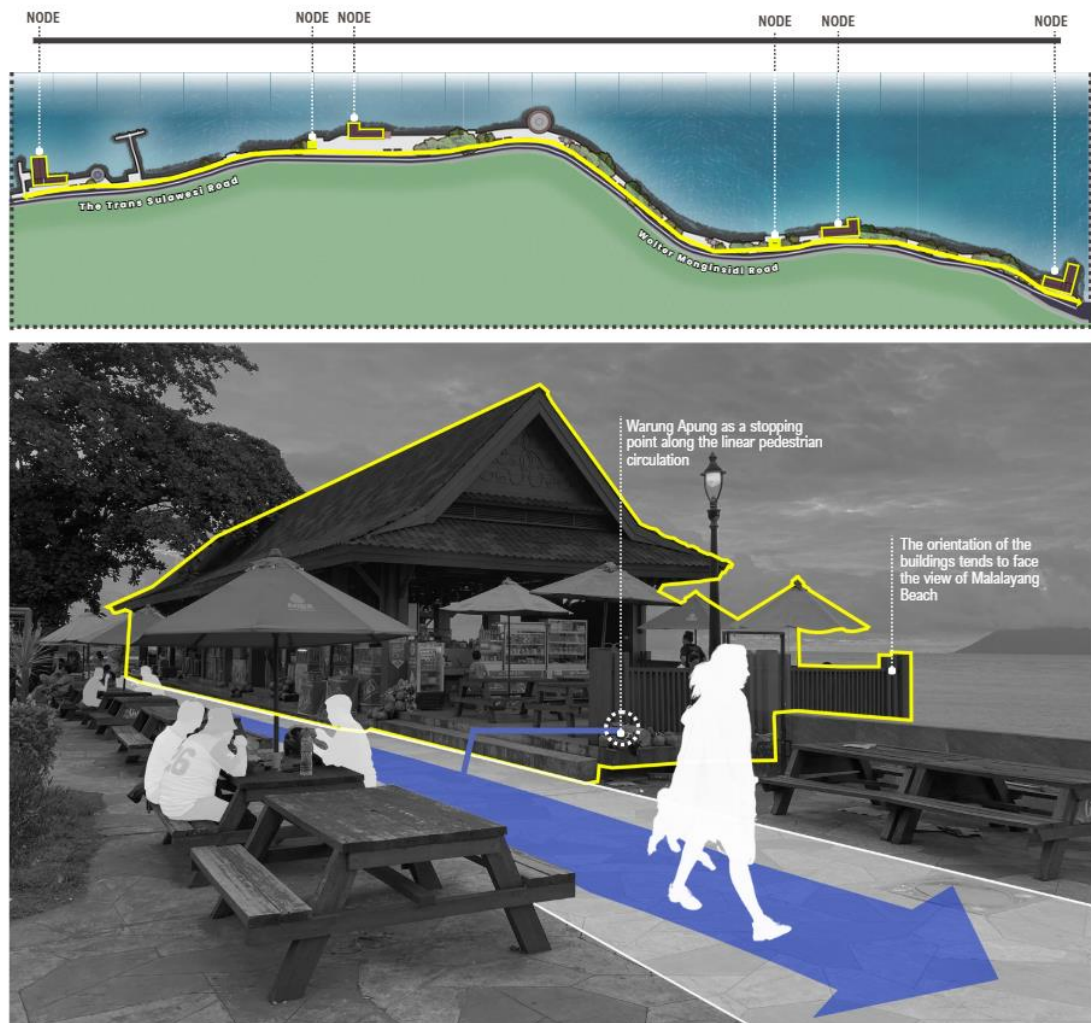 NODE
NODE
NODE
NODE
NODE
NODE
The Trans Sulawesi Road
Wolter Monginsidi Road
Warung Apung as a stopping
point along the linear pedestrian
circulation
The orientation of the
buildings tends to face
the view of Malalayang
Beach